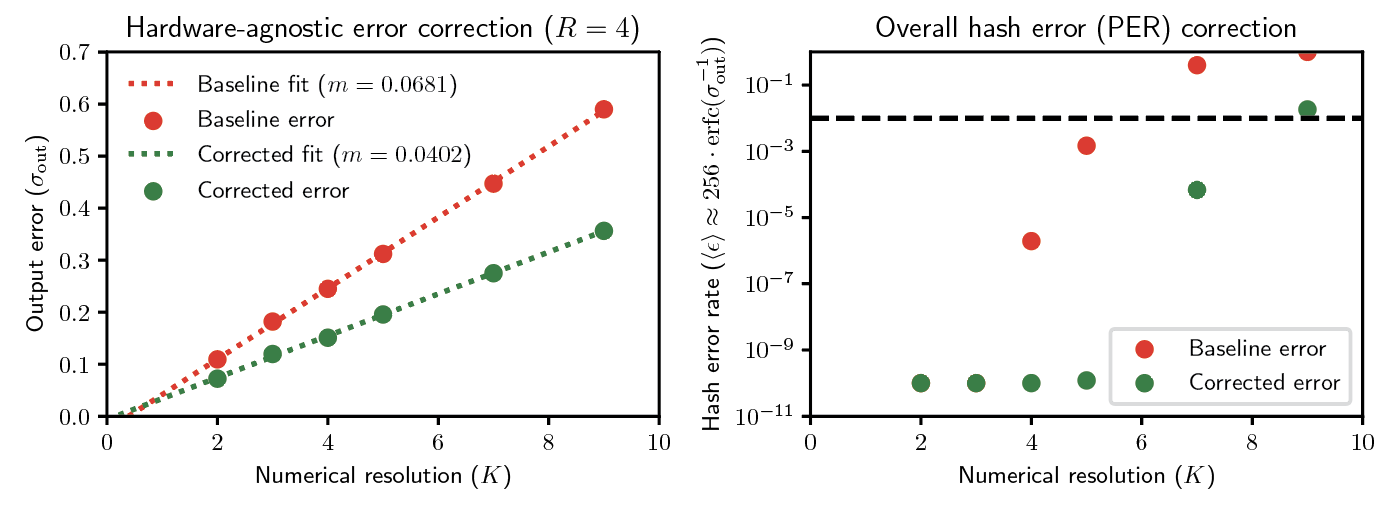 Hardware-agnostic error correction (R = 4)
0.7
0.6
0.5
0.4
0.3
0.2
0.1
0.0
Output error (σout)
Baseline fit (m = 0.0681)
Baseline error
Corrected fit (m = 0.0402)
Corrected error
0 2 4 6 8 10
Numerical resolution (K)
Overall hash error (PER) correction
10⁻¹
10⁻³
10⁻⁵
10⁻⁷
10⁻⁹
10⁻¹¹
Hash error rate (⟨ϵ⟩ ≈ 256 · erfc(σout⁻¹))
Baseline error
Corrected error
0 2 4 6 8 10
Numerical resolution (K)